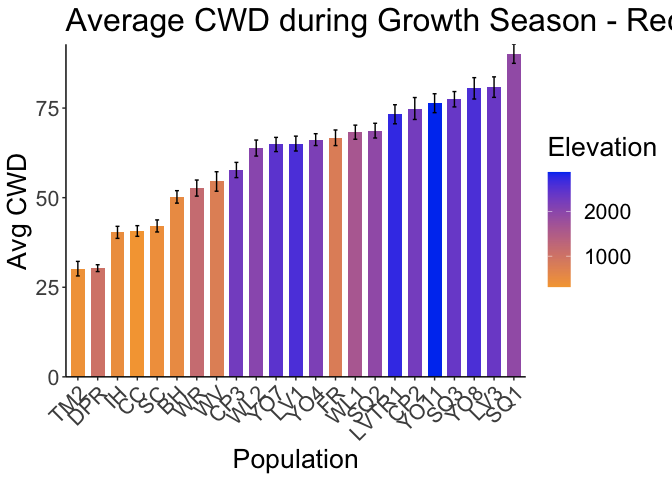 Average CWD during Growth Season - Rec
Avg CWD
75
50
25
0
TM2
DPR
IH
CC
SC
BH
WR
WV
CP3
WL2
YO7
LV1
YO4
FR
WL1
SQ2
LVTR1
CP2
YO11
SQ3
YO8
LV3
SQ1
Population
Elevation
2000
1000